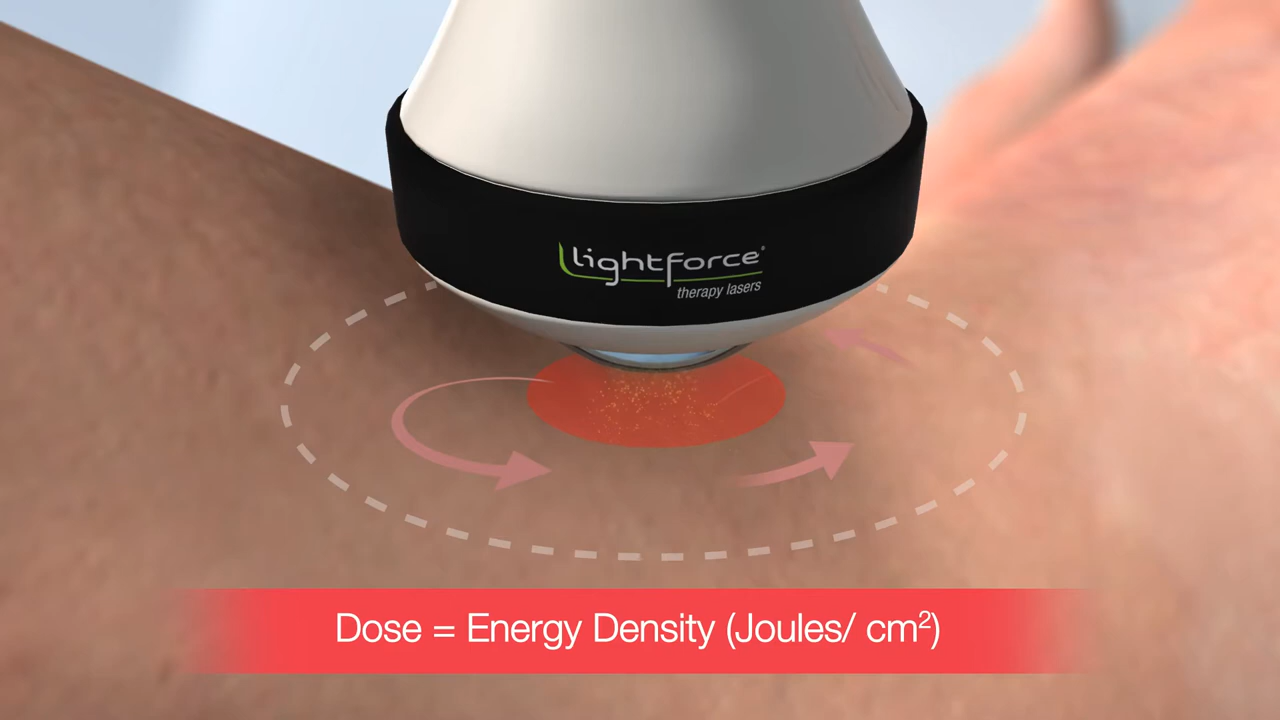 lightforce®
therapy lasers
Dose = Energy Density (Joules/ cm²)